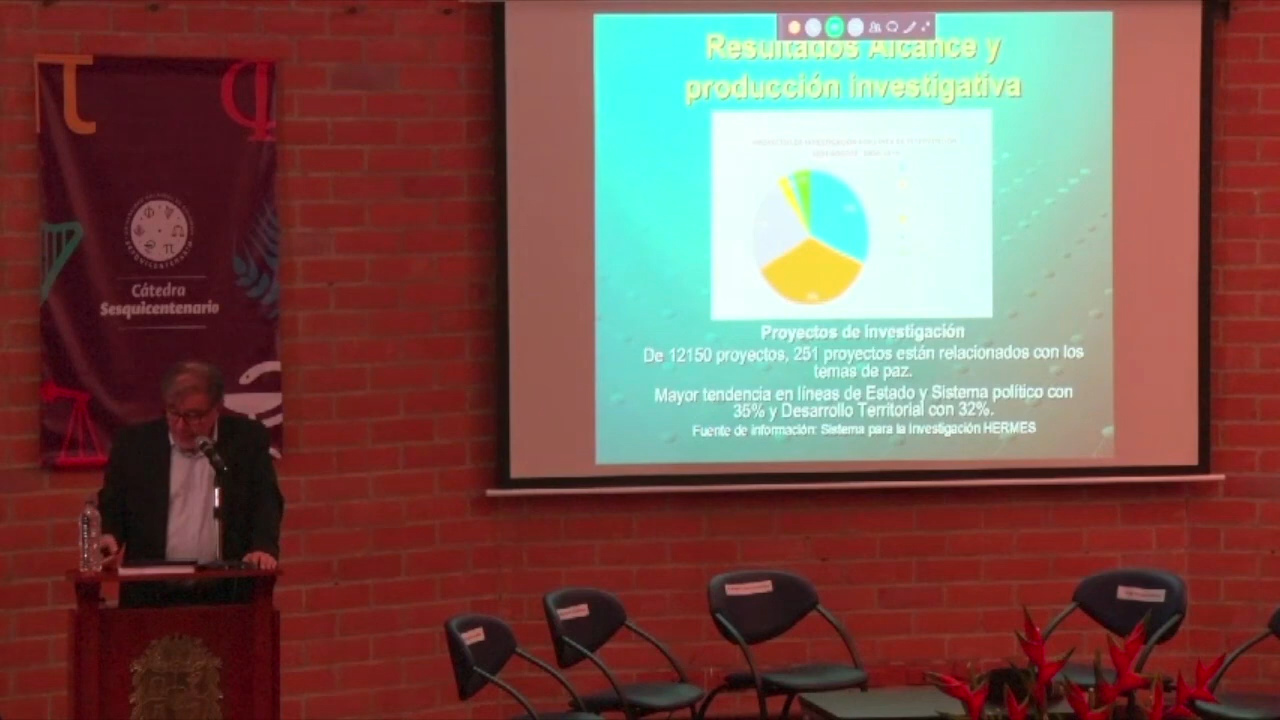 Resultados Alcance y
producción investigativa
Proyectos de Investigación
De 12150 proyectos, 251 proyectos están relacionados con los
temas de paz.
Mayor tendencia en líneas de Estado y Sistema político con
35% y Desarrollo Territorial con 32%.
Fuente de información: Sistema para la Investigación HERMES
Cátedra
Sesquicentenario